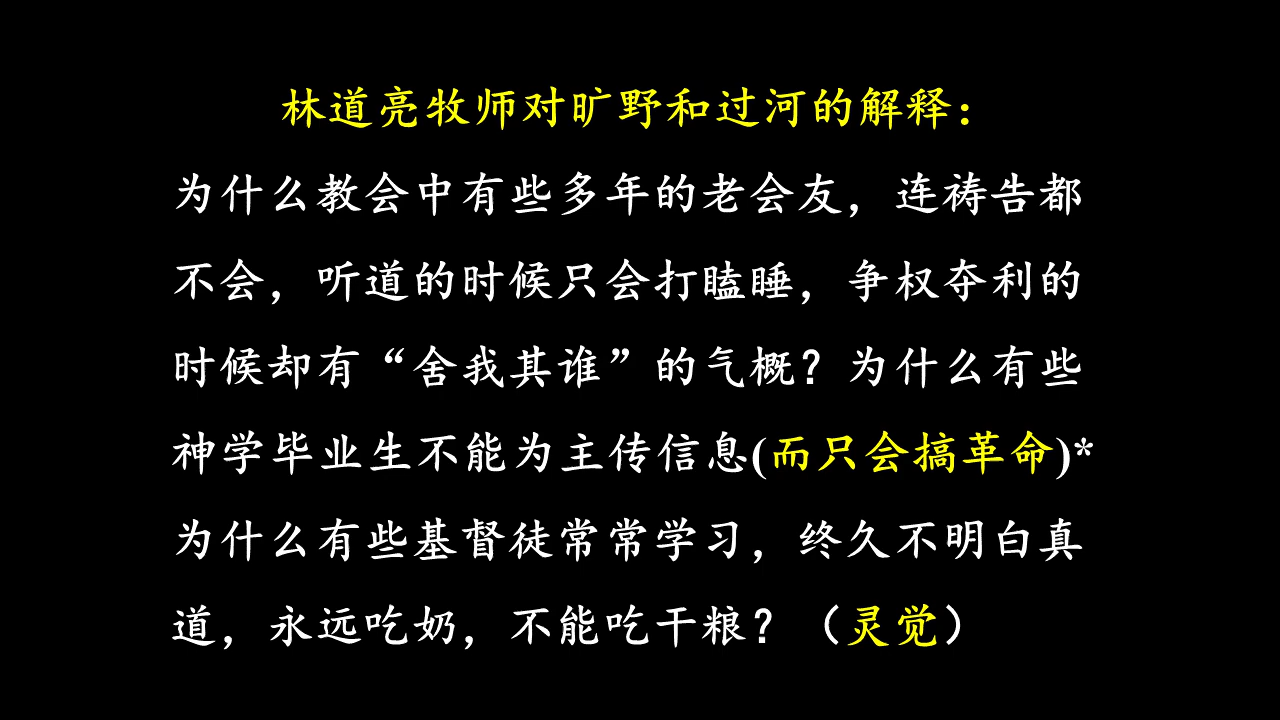 林道亮牧师对旷野和过河的解释：
为什么教会中有些多年的老会友，连祷告都
不会，听道的时候只会打瞌睡，争权夺利的
时候却有“舍我其谁”的气概？为什么有些
神学毕业生不能为主传信息(而只会搞革命)*
为什么有些基督徒常常学习，终久不明白真
道，永远吃奶，不能吃干粮？（灵觉）